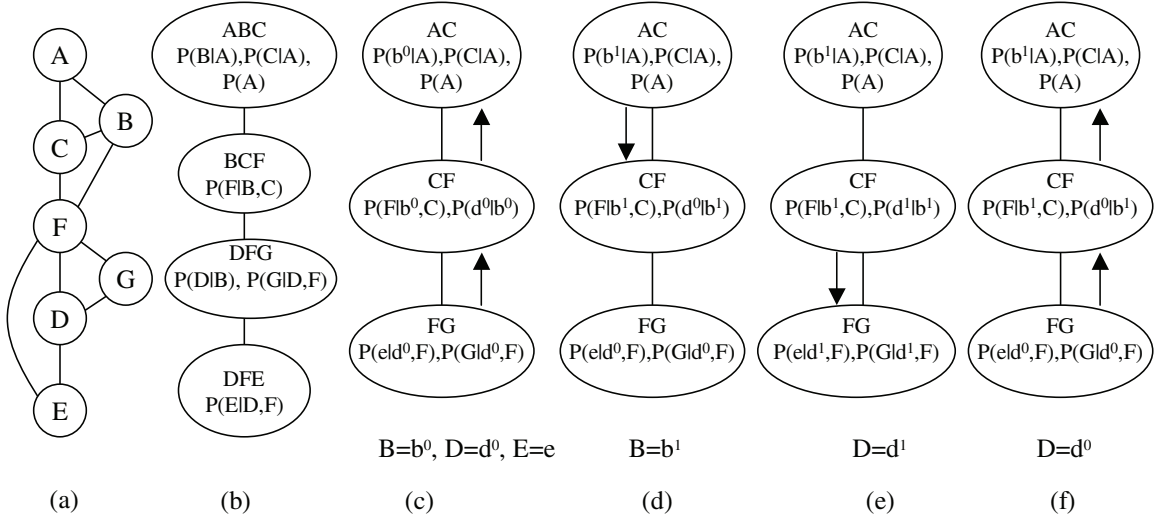 A
B
C
F
G
D
E
(a)
ABC
P(B|A),P(C|A),
P(A)
BCF
P(F|B,C)
DFG
P(D|B), P(G|D,F)
DFE
P(E|D,F)
(b)
AC
P(b⁰|A),P(C|A),
P(A)
CF
P(F|b⁰,C),P(d⁰|b⁰)
FG
P(e|d⁰,F),P(G|d⁰,F)
B=b⁰, D=d⁰, E=e
(c)
AC
P(b¹|A),P(C|A),
P(A)
CF
P(F|b¹,C),P(d⁰|b¹)
FG
P(e|d⁰,F),P(G|d⁰,F)
B=b¹
(d)
AC
P(b¹|A),P(C|A),
P(A)
CF
P(F|b¹,C),P(d¹|b¹)
FG
P(e|d¹,F),P(G|d¹,F)
D=d¹
(e)
AC
P(b¹|A),P(C|A),
P(A)
CF
P(F|b¹,C),P(d⁰|b¹)
FG
P(e|d⁰,F),P(G|d⁰,F)
D=d⁰
(f)